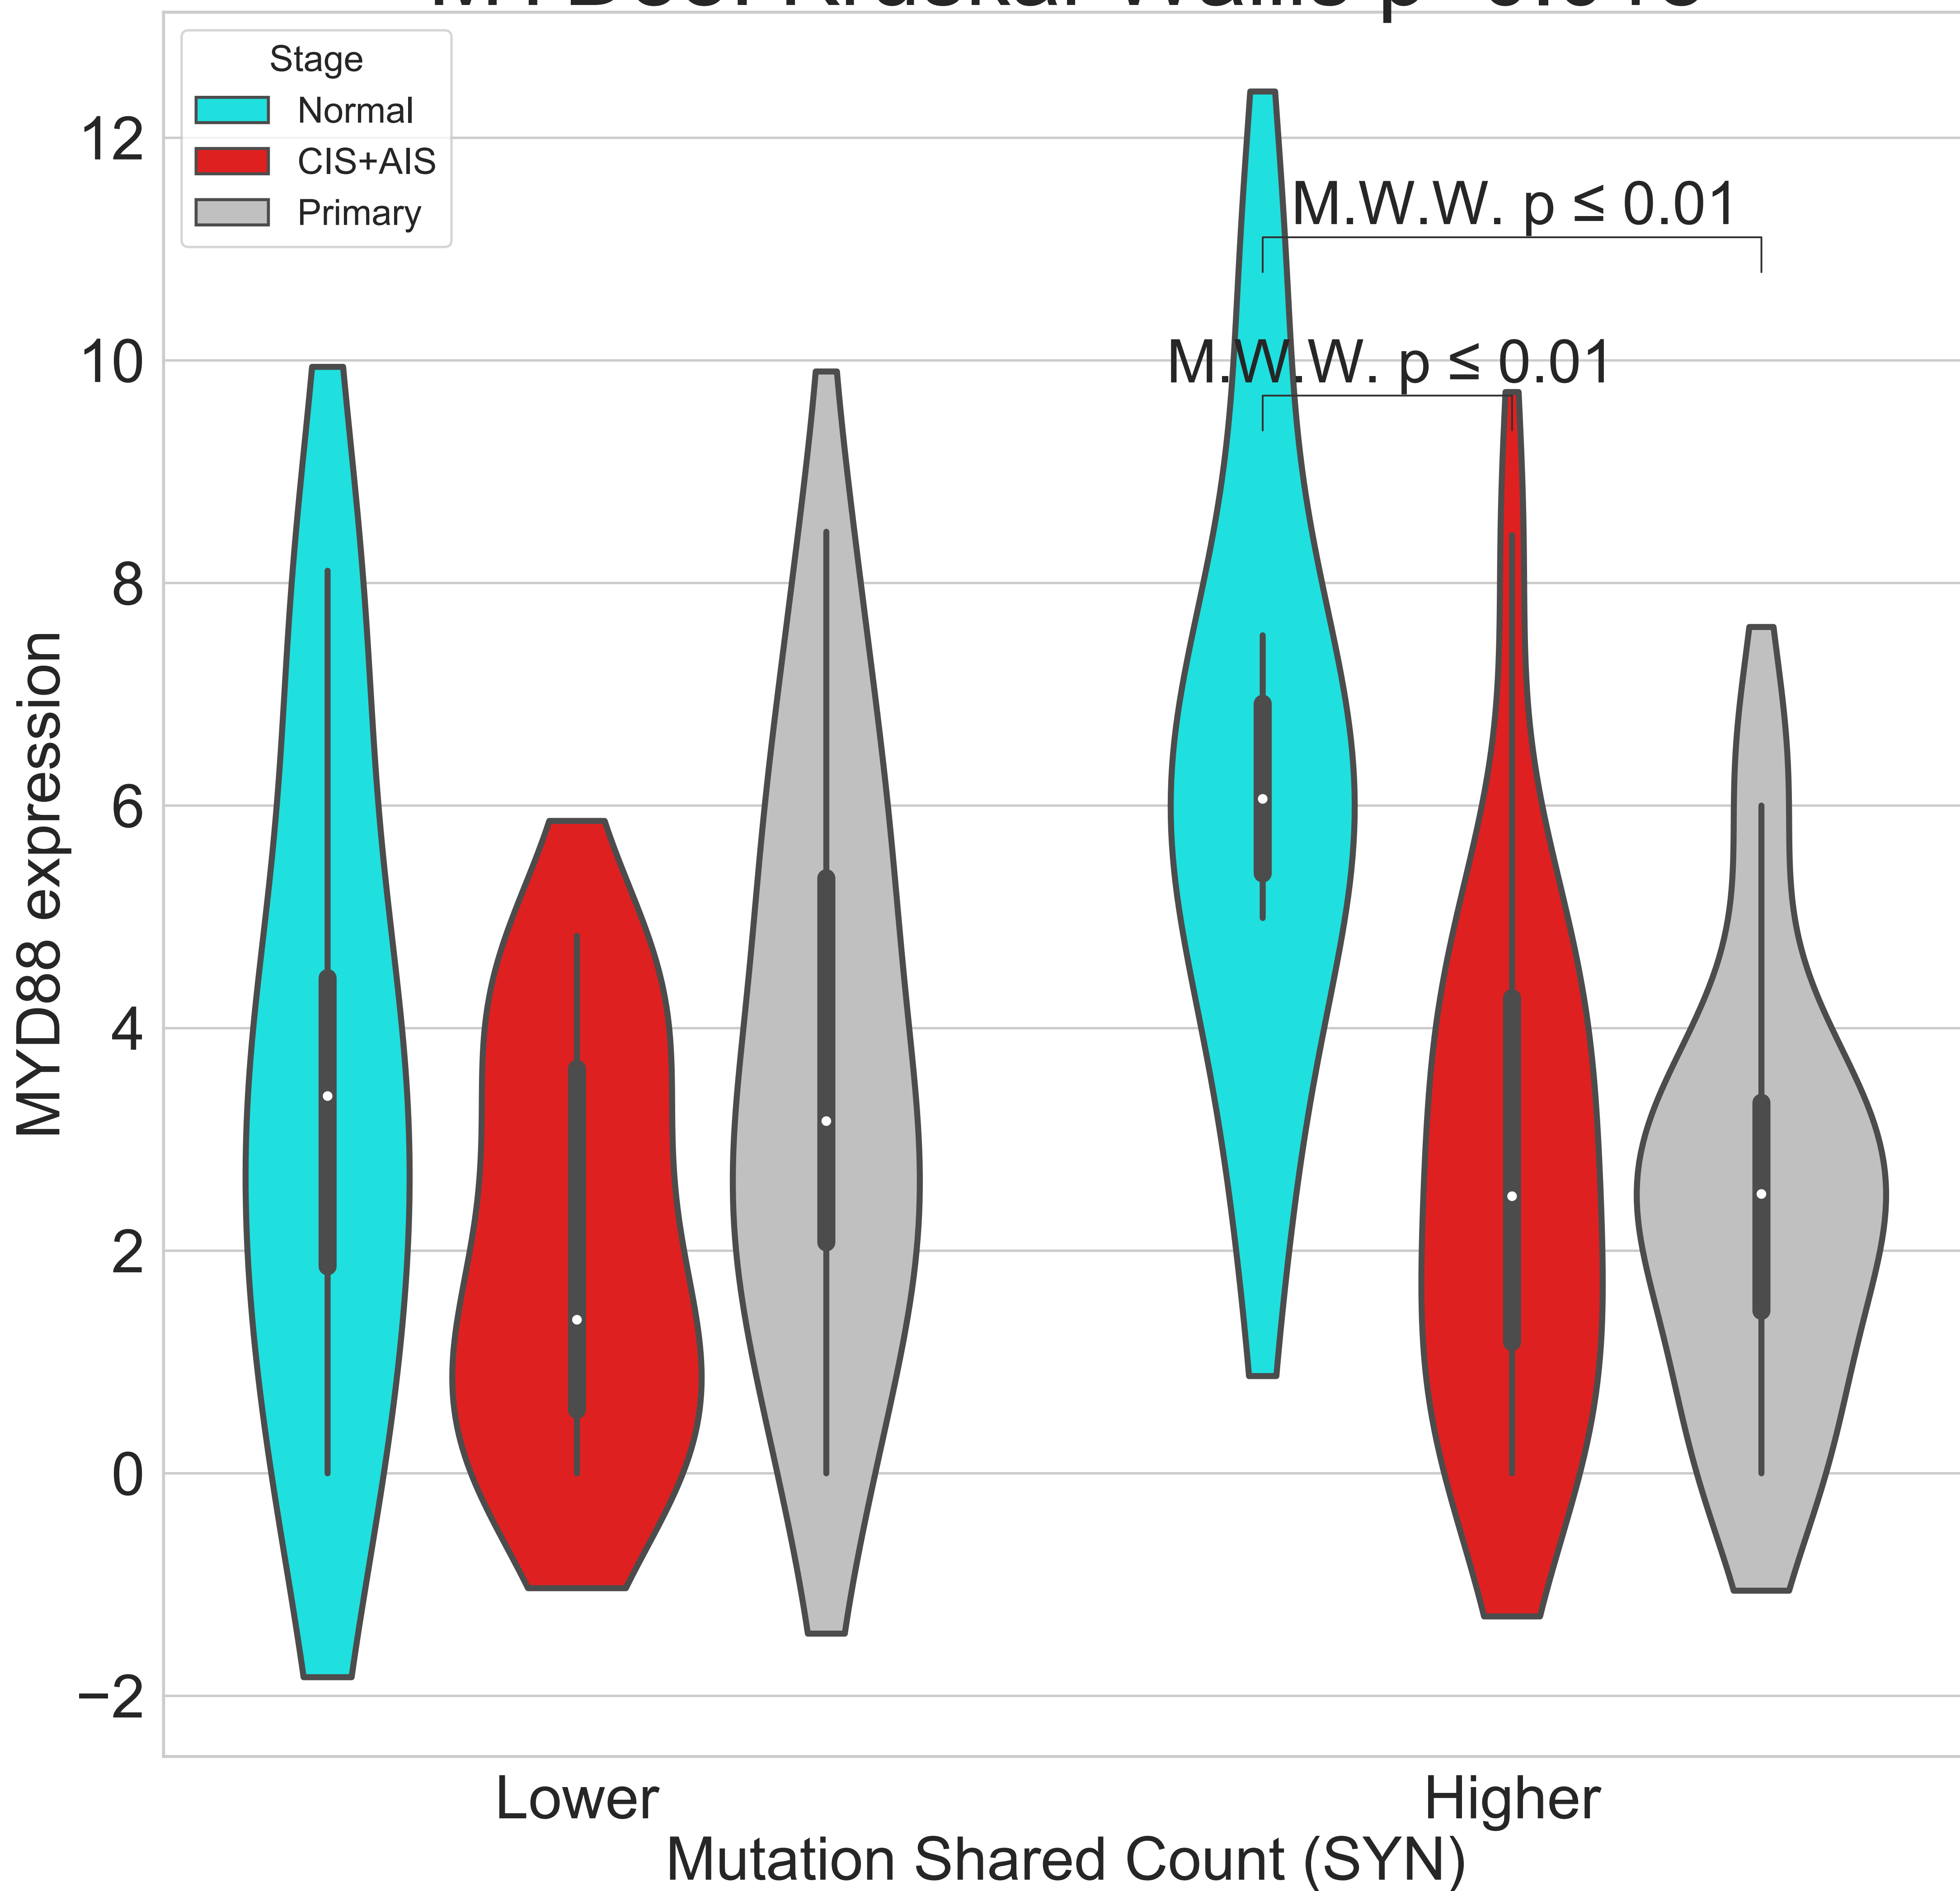 Stage
Normal
CIS+AIS
Primary
12
10
8
6
4
2
0
−2
M.W.W. p ≤ 0.01
M.W.W. p ≤ 0.01
MYD88 expression
Lower
Higher
Mutation Shared Count (SYN)